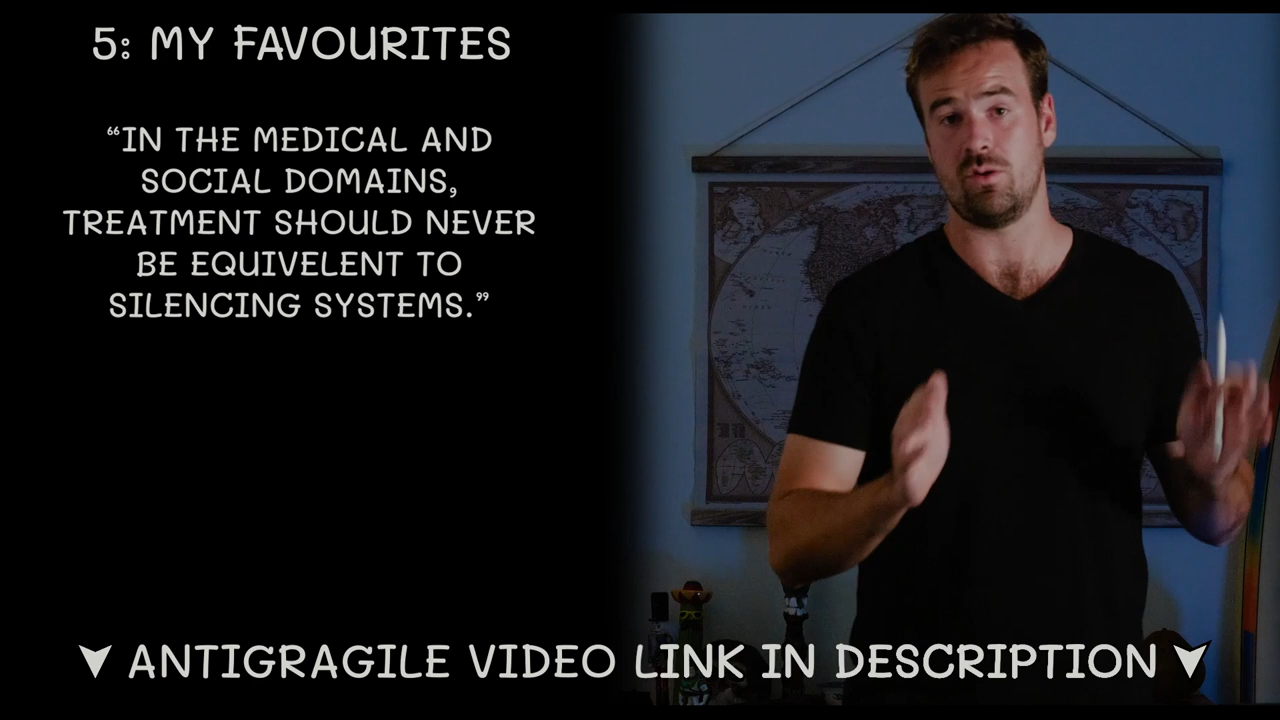 5: MY FAVOURITES
“IN THE MEDICAL AND
SOCIAL DOMAINS,
TREATMENT SHOULD NEVER
BE EQUIVELENT TO
SILENCING SYSTEMS.”
ANTIGRAGILE VIDEO LINK IN DESCRIPTION